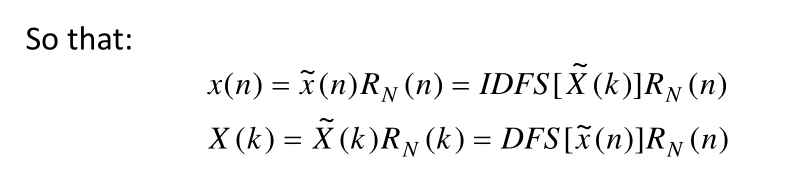 So that:
x(n) = x̃(n)R_N(n) = IDFS[X̃(k)]R_N(n)
X(k) = X̃(k)R_N(k) = DFS[x̃(n)]R_N(n)